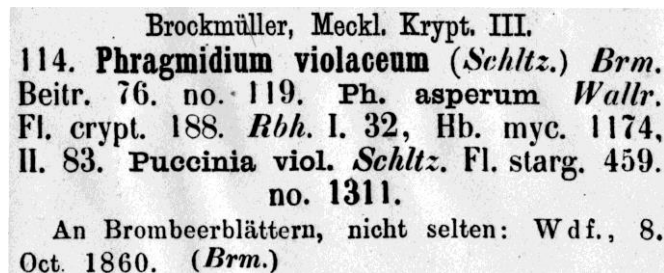 Brockmüller, Meckl. Krypt. III.
114. Phragmidium violaceum (Schltz.) Brm.
Beitr. 76. no. 119. Ph. asperum Wallr.
Fl. crypt. 188. Rbh. I. 32, Hb. myc. 1174,
II. 83. Puccinia viol. Schltz. Fl. starg. 459.
no. 1311.
An Brombeerblättern, nicht selten: Wdf., 8.
Oct. 1860. (Brm.)